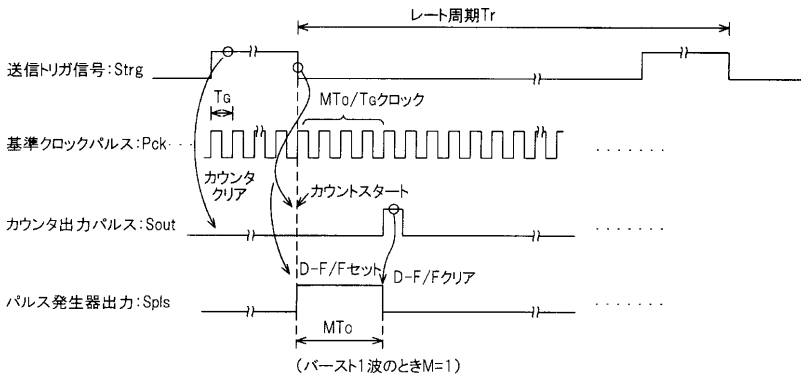 レート周期Tr
送信トリガ信号:Strg
TG
MTo/TGクロック
基準クロックパルス:Pck
カウンタ
クリア
カウントスタート
カウンタ出力パルス:Sout
D-F/Fセット
D-F/Fクリア
パルス発生器出力:Spls
MTo
(バースト1波のときM=1)